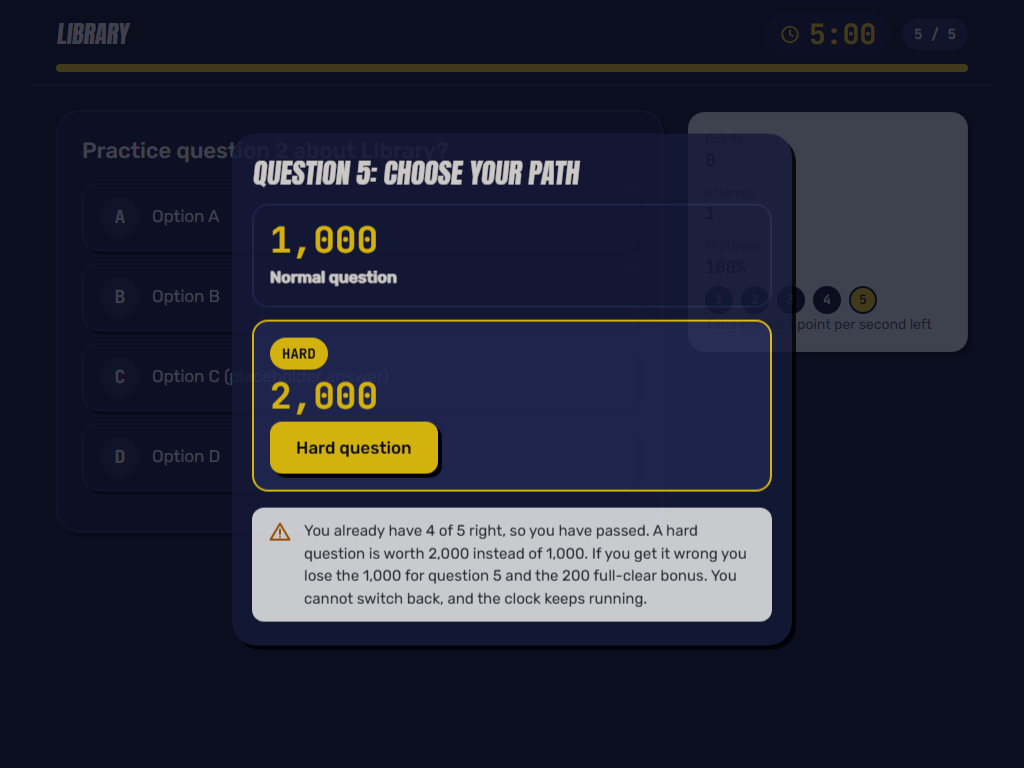 LIBRARY
5:00
5 / 5
Practice question 2 about Library?
A
Option A
B
Option B
C
Option C (placeholder answer)
D
Option D
QUESTION 5: CHOOSE YOUR PATH
1,000
Normal question
HARD
2,000
Hard question
You already have 4 of 5 right, so you have passed. A hard
question is worth 2,000 instead of 1,000. If you get it wrong you
lose the 1,000 for question 5 and the 200 full-clear bonus. You
cannot switch back, and the clock keeps running.
Points
0
Attempt
1
Multiplier
100%
1
2
3
4
5
point per second left